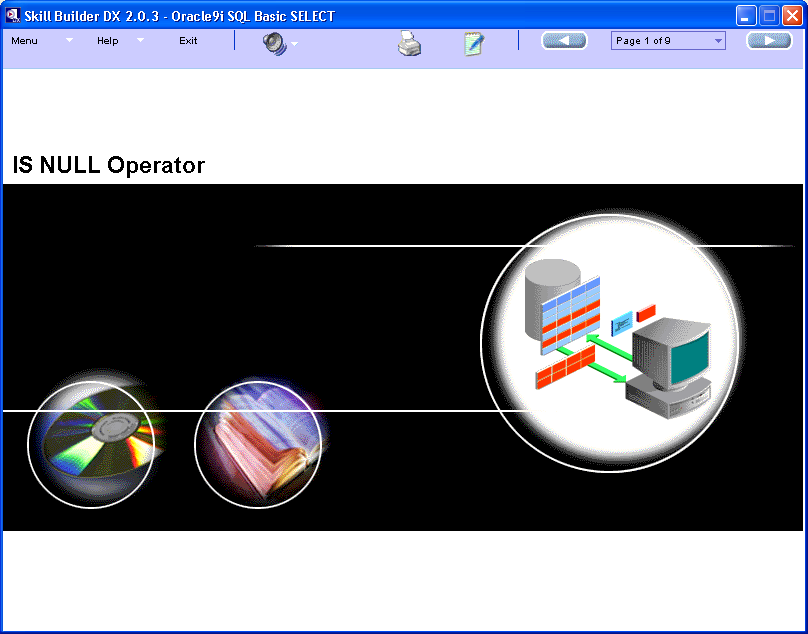 Skill Builder DX 2.0.3 - Oracle9i SQL Basic SELECT
Menu Help Exit Page 1 of 9
IS NULL Operator